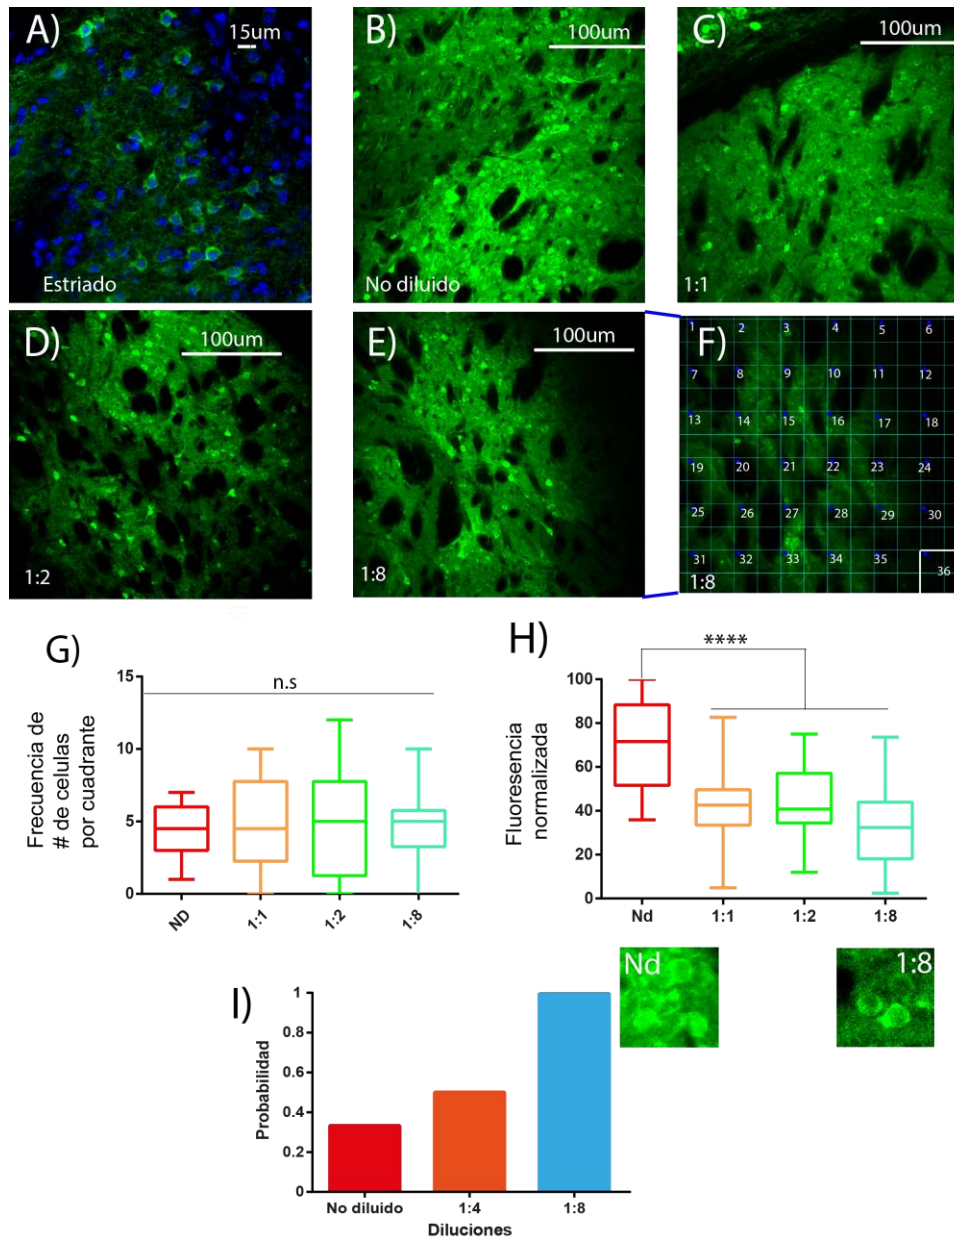 A)
15um
Estriado
B)
100um
No diluido
C)
100um
1:1
D)
100um
1:2
E)
100um
1:8
F)
1 2 3 4 5 6
7 8 9 10 11 12
13 14 15 16 17 18
19 20 21 22 23 24
25 26 27 28 29 30
31 32 33 34 35 36
1:8
G)
Frecuencia de
# de celulas
por cuadrante
15
10
5
0
n.s
ND 1:1 1:2 1:8
H)
****
Fluoresencia
normalizada
100
80
60
40
20
0
Nd 1:1 1:2 1:8
Nd
1:8
I)
Probabilidad
1
0.8
0.6
0.4
0.2
0
No diluido 1:4 1:8
Diluciones